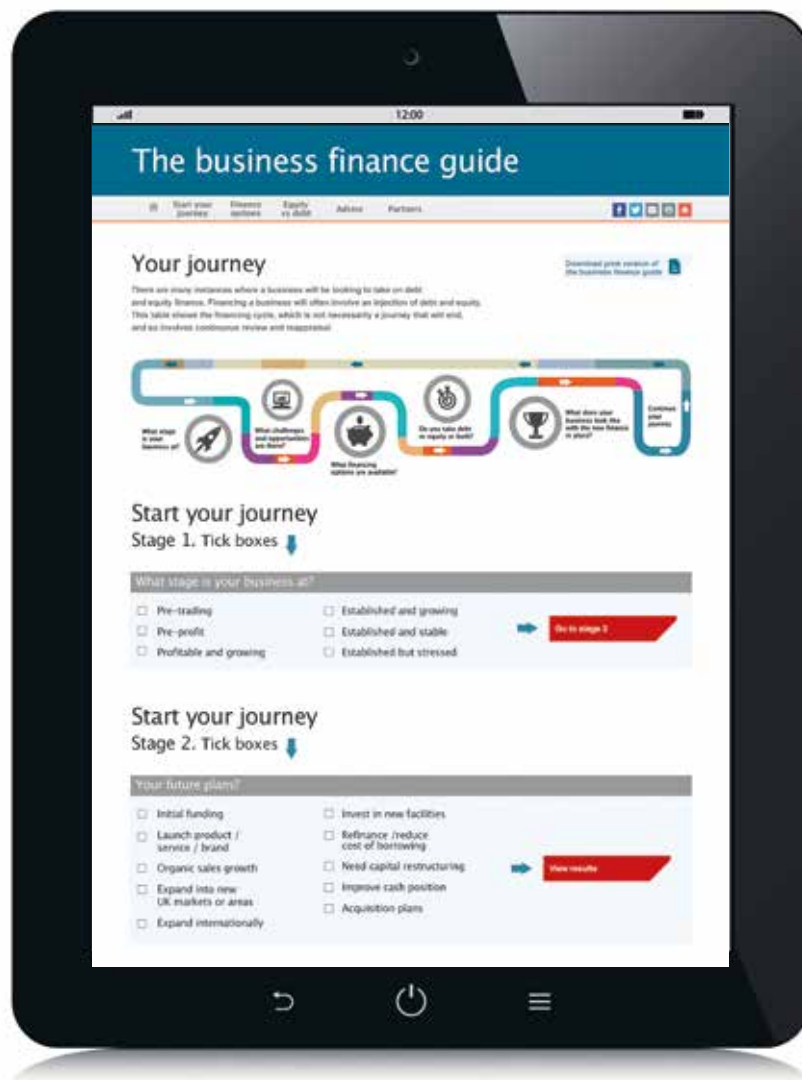 12:00
The business finance guide
Start your
journey
Finance
options
Equity
vs debt
Advice
Partners
Your journey
Download print version of
the business finance guide
There are many instances where a business will be looking to take on debt
and equity finance. Financing a business will often involve an injection of debt and equity.
This table shows the financing cycle, which is not necessarily a journey that will end,
and so involves continuous review and reappraisal.
What stage
is your
business at?
What challenges
and opportunities
are there?
What financing
options are available?
Do you take debt
or equity or both?
What does your
business look like
with the new finance
in place?
Continue
your
journey
Start your journey
Stage 1. Tick boxes
What stage is your business at?
Pre-trading
Pre-profit
Profitable and growing
Established and growing
Established and stable
Established but stressed
Go to stage 2
Start your journey
Stage 2. Tick boxes
Your future plans?
Initial funding
Launch product /
service / brand
Organic sales growth
Expand into new
UK markets or areas
Expand internationally
Invest in new facilities
Refinance /reduce
cost of borrowing
Need capital restructuring
Improve cash position
Acquisition plans
View results